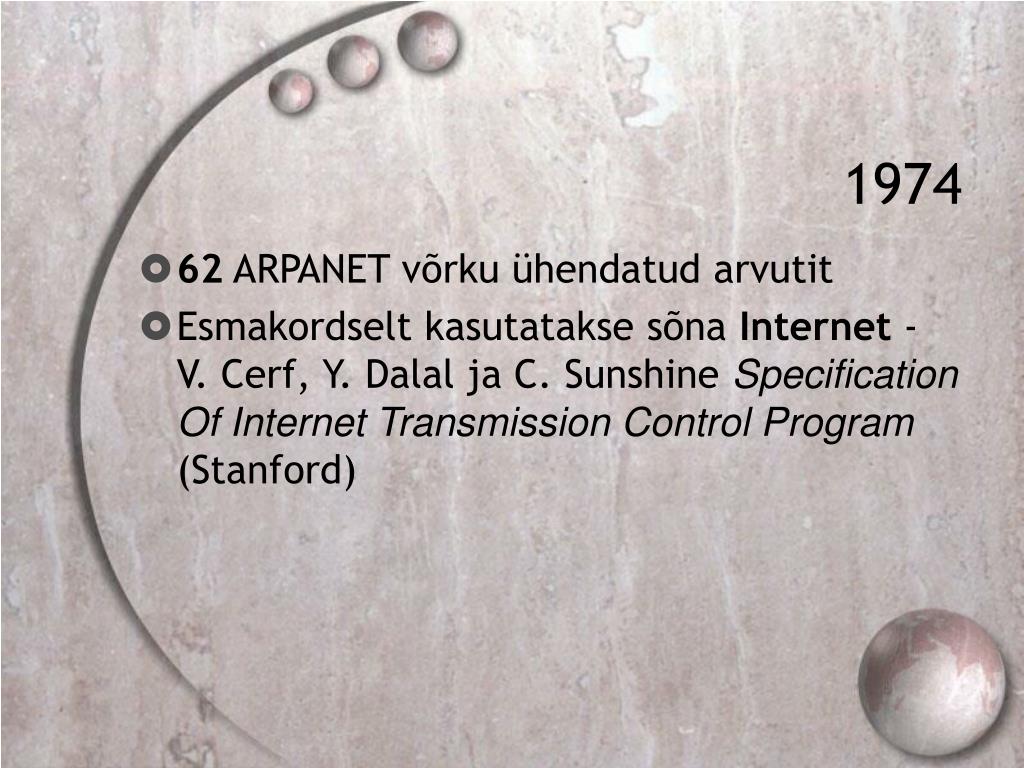 1974
62 ARPANET võrku ühendatud arvutit
Esmakordselt kasutatakse sõna Internet -
V. Cerf, Y. Dalal ja C. Sunshine Specification
Of Internet Transmission Control Program
(Stanford)